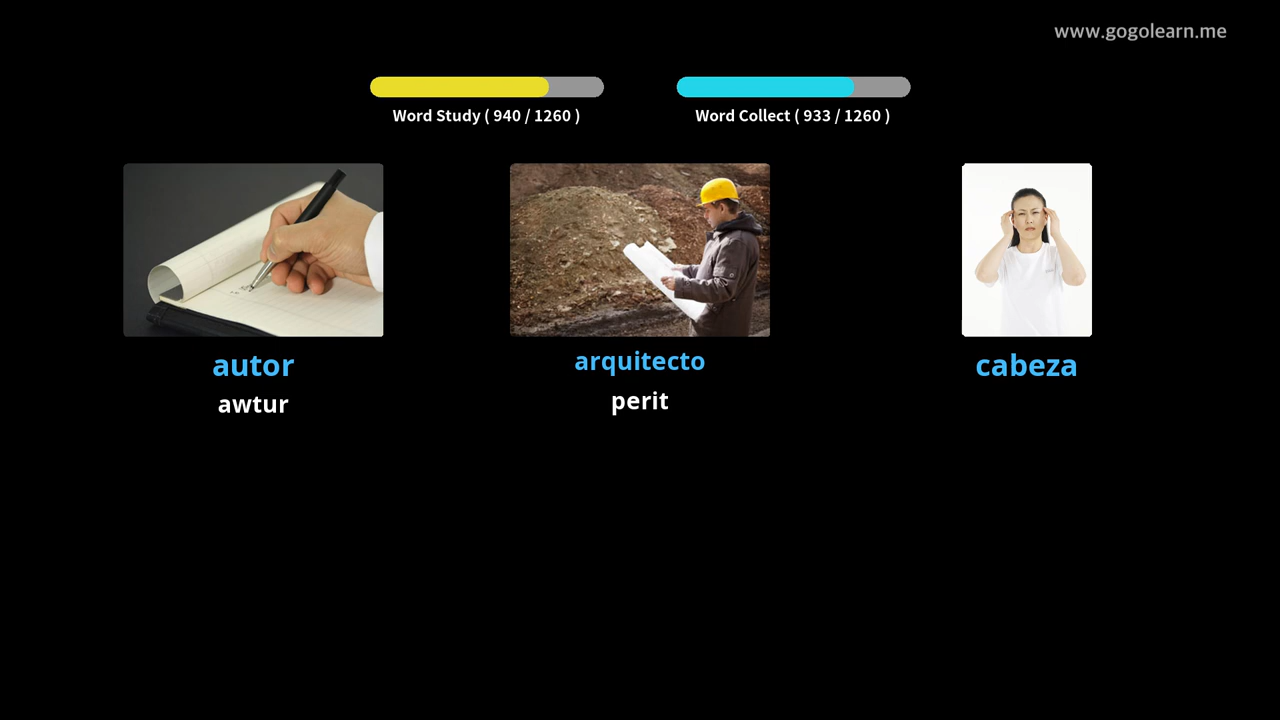 www.gogolearn.me
Word Study ( 940 / 1260 )
Word Collect ( 933 / 1260 )
autor
awtur
arquitecto
perit
cabeza